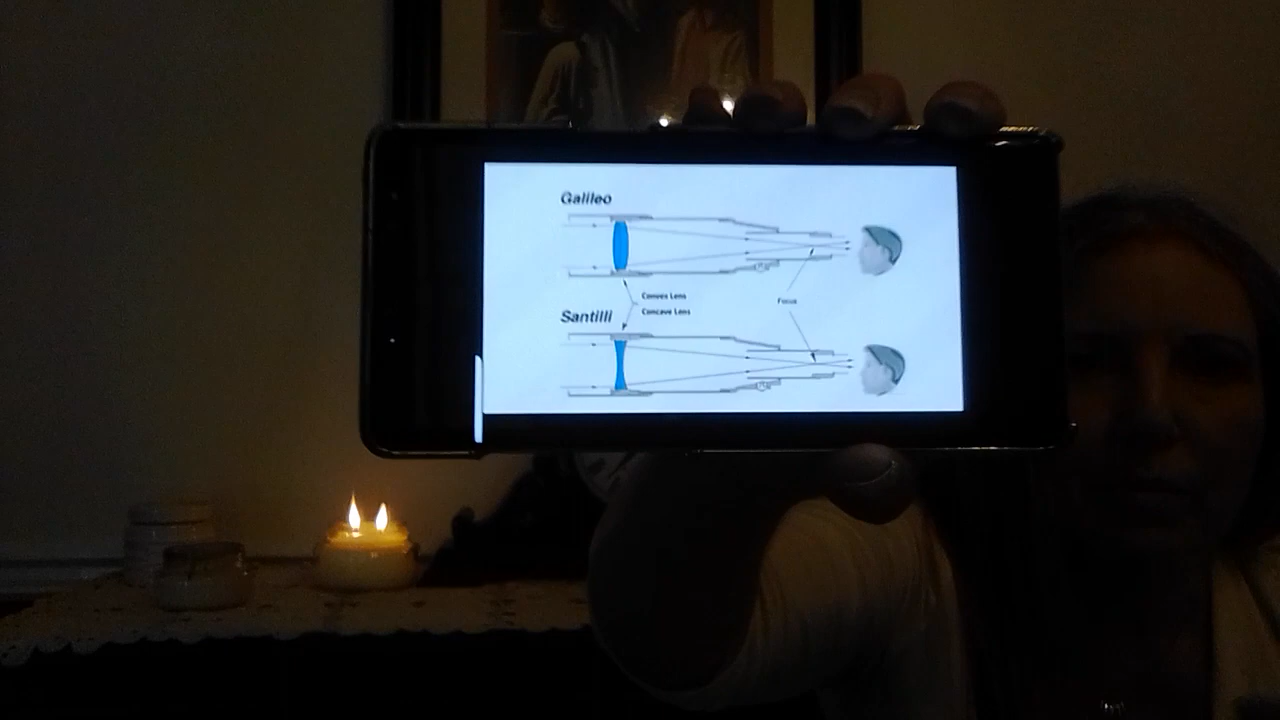 Galileo
Convex Lens
Concave Lens
Focus
Santilli